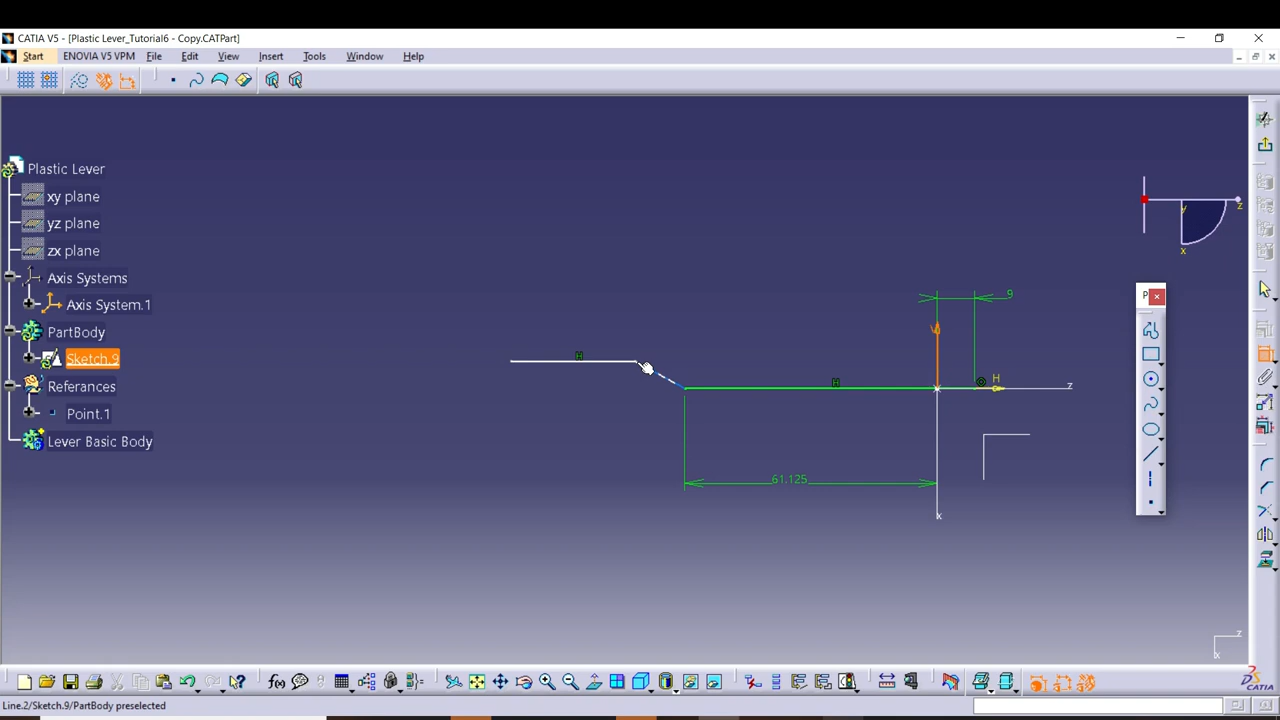 CATIA V5 - [Plastic Lever_Tutorial6 - Copy.CATPart]
Start ENOVIA V5 VPM File Edit View Insert Tools Window Help
Plastic Lever
xy plane
yz plane
zx plane
Axis Systems
Axis System.1
PartBody
Sketch.9
References
Point.1
Lever Basic Body
z
y
x
P...
9
V
H
H
H
z
61.125
x
z
x
f(x)
CATIA
Line.2/Sketch.9/PartBody preselected